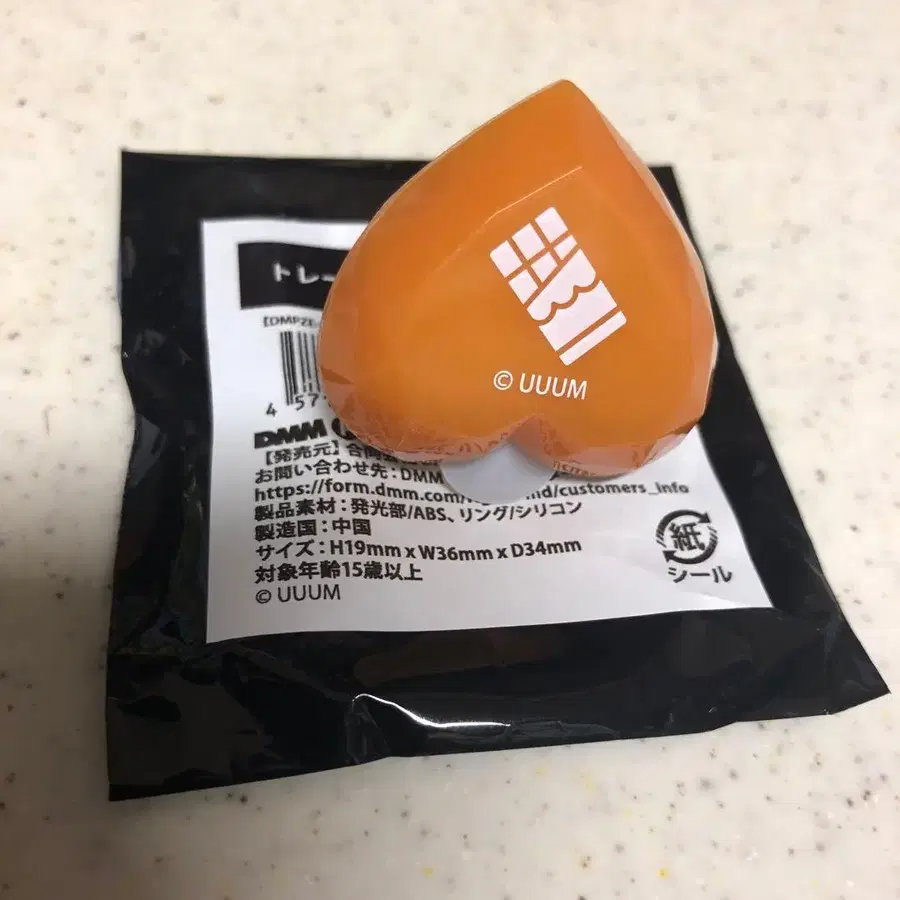 © UUUM
トレー
【DMPZE-
4 57
DMM
【発売元】合同
お問い合わせ先：DMM
https://form.dmm.com/ nd/customers_info
製品素材：発光部/ABS、リング/シリコン
製造国：中国
サイズ：H19mm x W36mm x D34mm
対象年齢15歳以上
© UUUM
紙
シール